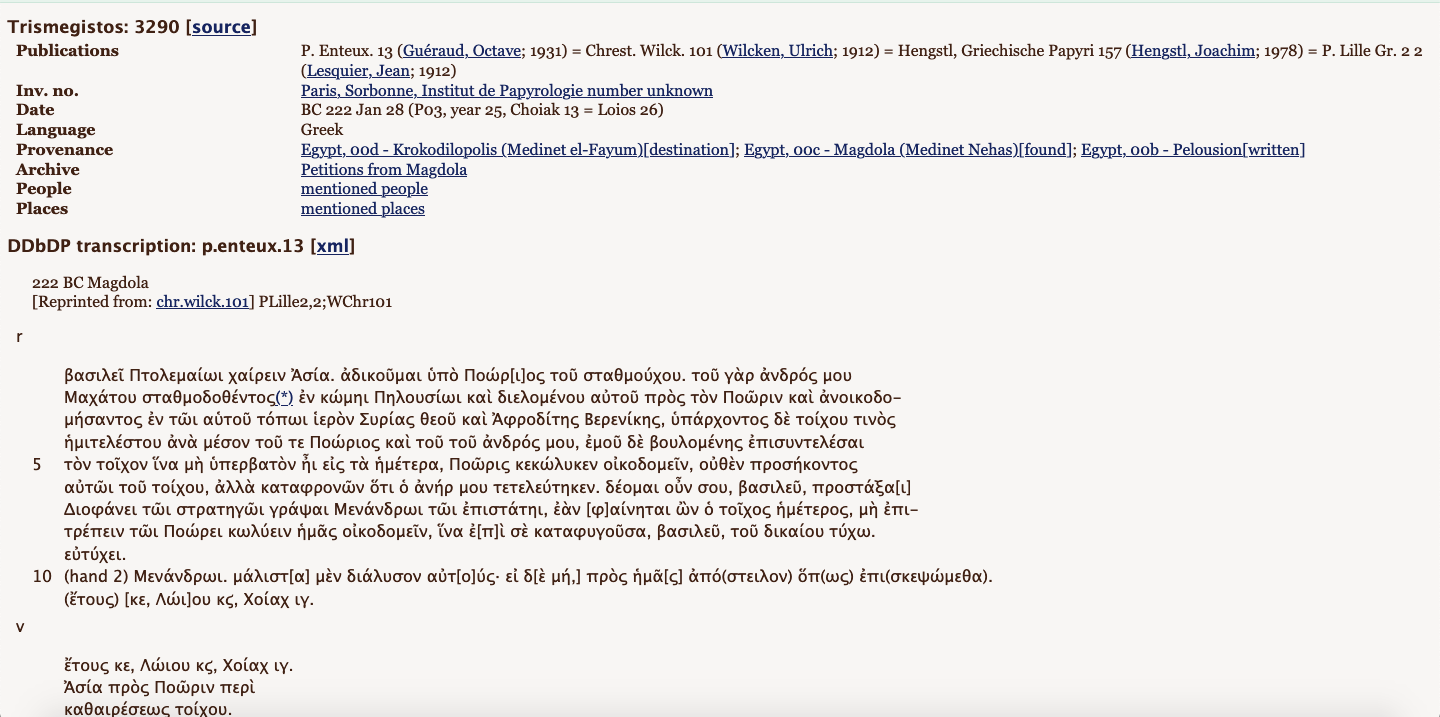 Trismegistos: 3290 [source]
Publications P. Enteux. 13 (Guéraud, Octave; 1931) = Chrest. Wilck. 101 (Wilcken, Ulrich; 1912) = Hengstl, Griechische Papyri 157 (Hengstl, Joachim; 1978) = P. Lille Gr. 2 2
(Lesquier, Jean; 1912)
Inv. no. Paris, Sorbonne, Institut de Papyrologie number unknown
Date BC 222 Jan 28 (P03, year 25, Choiak 13 = Loios 26)
Language Greek
Provenance Egypt, 00d - Krokodilopolis (Medinet el-Fayum)[destination]; Egypt, 00c - Magdola (Medinet Nehas)[found]; Egypt, 00b - Pelousion[written]
Archive Petitions from Magdola
People mentioned people
Places mentioned places
DDbDP transcription: p.enteux.13 [xml]
222 BC Magdola
[Reprinted from: chr.wilck.101] PLille2,2;WChr101
r
βασιλεῖ Πτολεμαίωι χαίρειν Ἀσία. ἀδικοῦμαι ὑπὸ Ποώρ[ι]ος τοῦ σταθμούχου. τοῦ γὰρ ἀνδρός μου
Μαχάτου σταθμοδοθέντος(*) ἐν κώμηι Πηλουσίωι καὶ διελομένου αὐτοῦ πρὸς τὸν Ποῶριν καὶ ἀνοικοδο-
μήσαντος ἐν τῶι αὑτοῦ τόπωι ἱερὸν Συρίας θεοῦ καὶ Ἀφροδίτης Βερενίκης, ὑπάρχοντος δὲ τοίχου τινὸς
ἡμιτελέστου ἀνὰ μέσον τοῦ τε Ποώριος καὶ τοῦ τοῦ ἀνδρός μου, ἐμοῦ δὲ βουλομένης ἐπισυντελέσαι
5 τὸν τοῖχον ἵνα μὴ ὑπερβατὸν ἦι εἰς τὰ ἡμέτερα, Ποῶρις κεκώλυκεν οἰκοδομεῖν, οὐθὲν προσήκοντος
αὐτῶι τοῦ τοίχου, ἀλλὰ καταφρονῶν ὅτι ὁ ἀνήρ μου τετελεύτηκεν. δέομαι οὖν σου, βασιλεῦ, προστάξα[ι]
Διοφάνει τῶι στρατηγῶι γράψαι Μενάνδρωι τῶι ἐπιστάτηι, ἐὰν [φ]αίνηται ὢν ὁ τοῖχος ἡμέτερος, μὴ ἐπι-
τρέπειν τῶι Ποώρει κωλύειν ἡμᾶς οἰκοδομεῖν, ἵνα ἐ[π]ὶ σὲ καταφυγοῦσα, βασιλεῦ, τοῦ δικαίου τύχω.
εὐτύχει.
10 (hand 2) Μενάνδρωι. μάλιστ[α] μὲν διάλυσον αὐτ[ο]ύς· εἰ δ[ὲ μή,] πρὸς ἡμᾶ[ς] ἀπό(στειλον) ὅπ(ως) ἐπι(σκεψώμεθα).
(ἔτους) [κε, Λώι]ου κϛ, Χοίαχ ιγ.
v
ἔτους κε, Λώιου κϛ, Χοίαχ ιγ.
Ἀσία πρὸς Ποῶριν περὶ
καθαιρέσεως τοίχου.